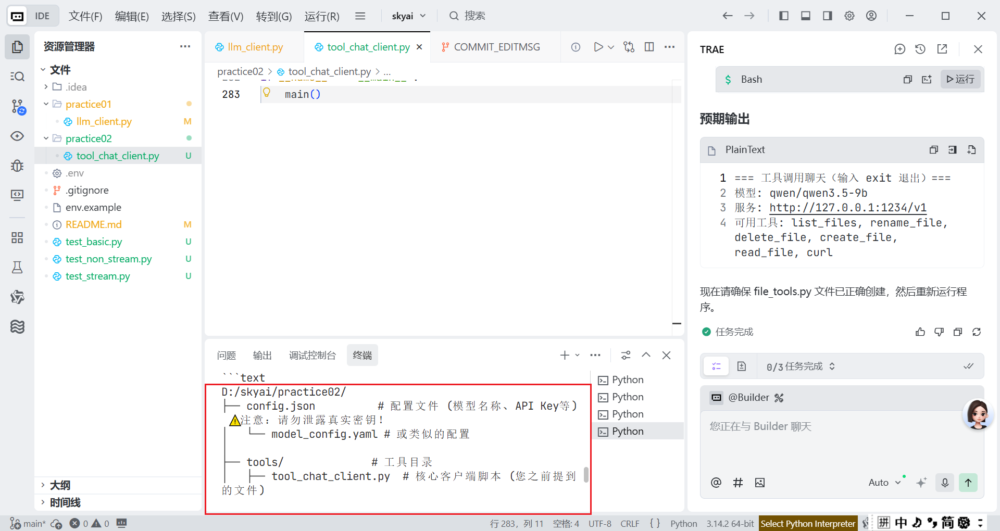 IDE 文件(F) 编辑(E) 选择(S) 查看(V) 转到(G) 运行(R) skyai 搜索
资源管理器
文件
.idea
practice01
llm_client.py M
practice02
tool_chat_client.py U
.env
.gitignore
env.example
README.md M
test_basic.py U
test_non_stream.py U
test_stream.py U
大纲
时间线
llm_client.py tool_chat_client.py COMMIT_EDITMSG
practice02 > tool_chat_client.py > ...
283 main()
问题 输出 调试控制台 终端
```text
D:/skyai/practice02/
├── config.json # 配置文件 (模型名称、API Key等)
⚠注意: 请勿泄露真实密钥!
│ └── model_config.yaml # 或类似的配置
│
├── tools/ # 工具目录
│ ├── tool_chat_client.py # 核心客户端脚本 (您之前提到
的文件)
Python
Python
Python
Python
TRAE
$ Bash 运行
预期输出
PlainText
1 === 工具调用聊天（输入 exit 退出）===
2 模型: qwen/qwen3.5-9b
3 服务: http://127.0.0.1:1234/v1
4 可用工具: list_files, rename_file,
delete_file, create_file,
read_file, curl
现在请确保 file_tools.py 文件已正确创建，然后重新运行程
序。
任务完成
0/3 任务完成
@Builder
您正在与 Builder 聊天
@ # Auto
main* 0 0 行 283，列 11 空格: 4 UTF-8 CRLF { } Python 3.14.2 64-bit Select Python Interpreter 拼 中 简